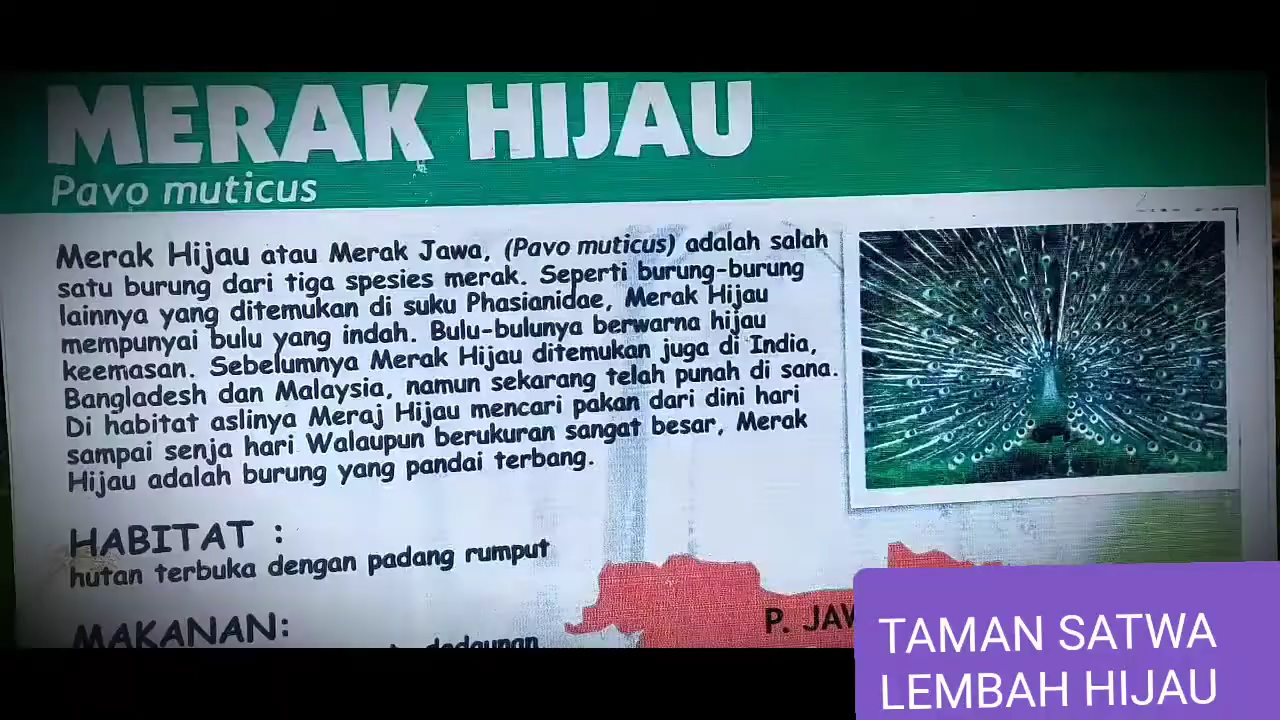 MERAK HIJAU
Pavo muticus
Merak Hijau atau Merak Jawa, (Pavo muticus) adalah salah
satu burung dari tiga spesies merak. Seperti burung-burung
lainnya yang ditemukan di suku Phasianidae, Merak Hijau
mempunyai bulu yang indah. Bulu-bulunya berwarna hijau
keemasan. Sebelumnya Merak Hijau ditemukan juga di India,
Bangladesh dan Malaysia, namun sekarang telah punah di sana.
Di habitat aslinya Meraj Hijau mencari pakan dari dini hari
sampai senja hari Walaupun berukuran sangat besar, Merak
Hijau adalah burung yang pandai terbang.
HABITAT :
hutan terbuka dengan padang rumput
MAKANAN:
dedaunan
P. JAW
TAMAN SATWA
LEMBAH HIJAU